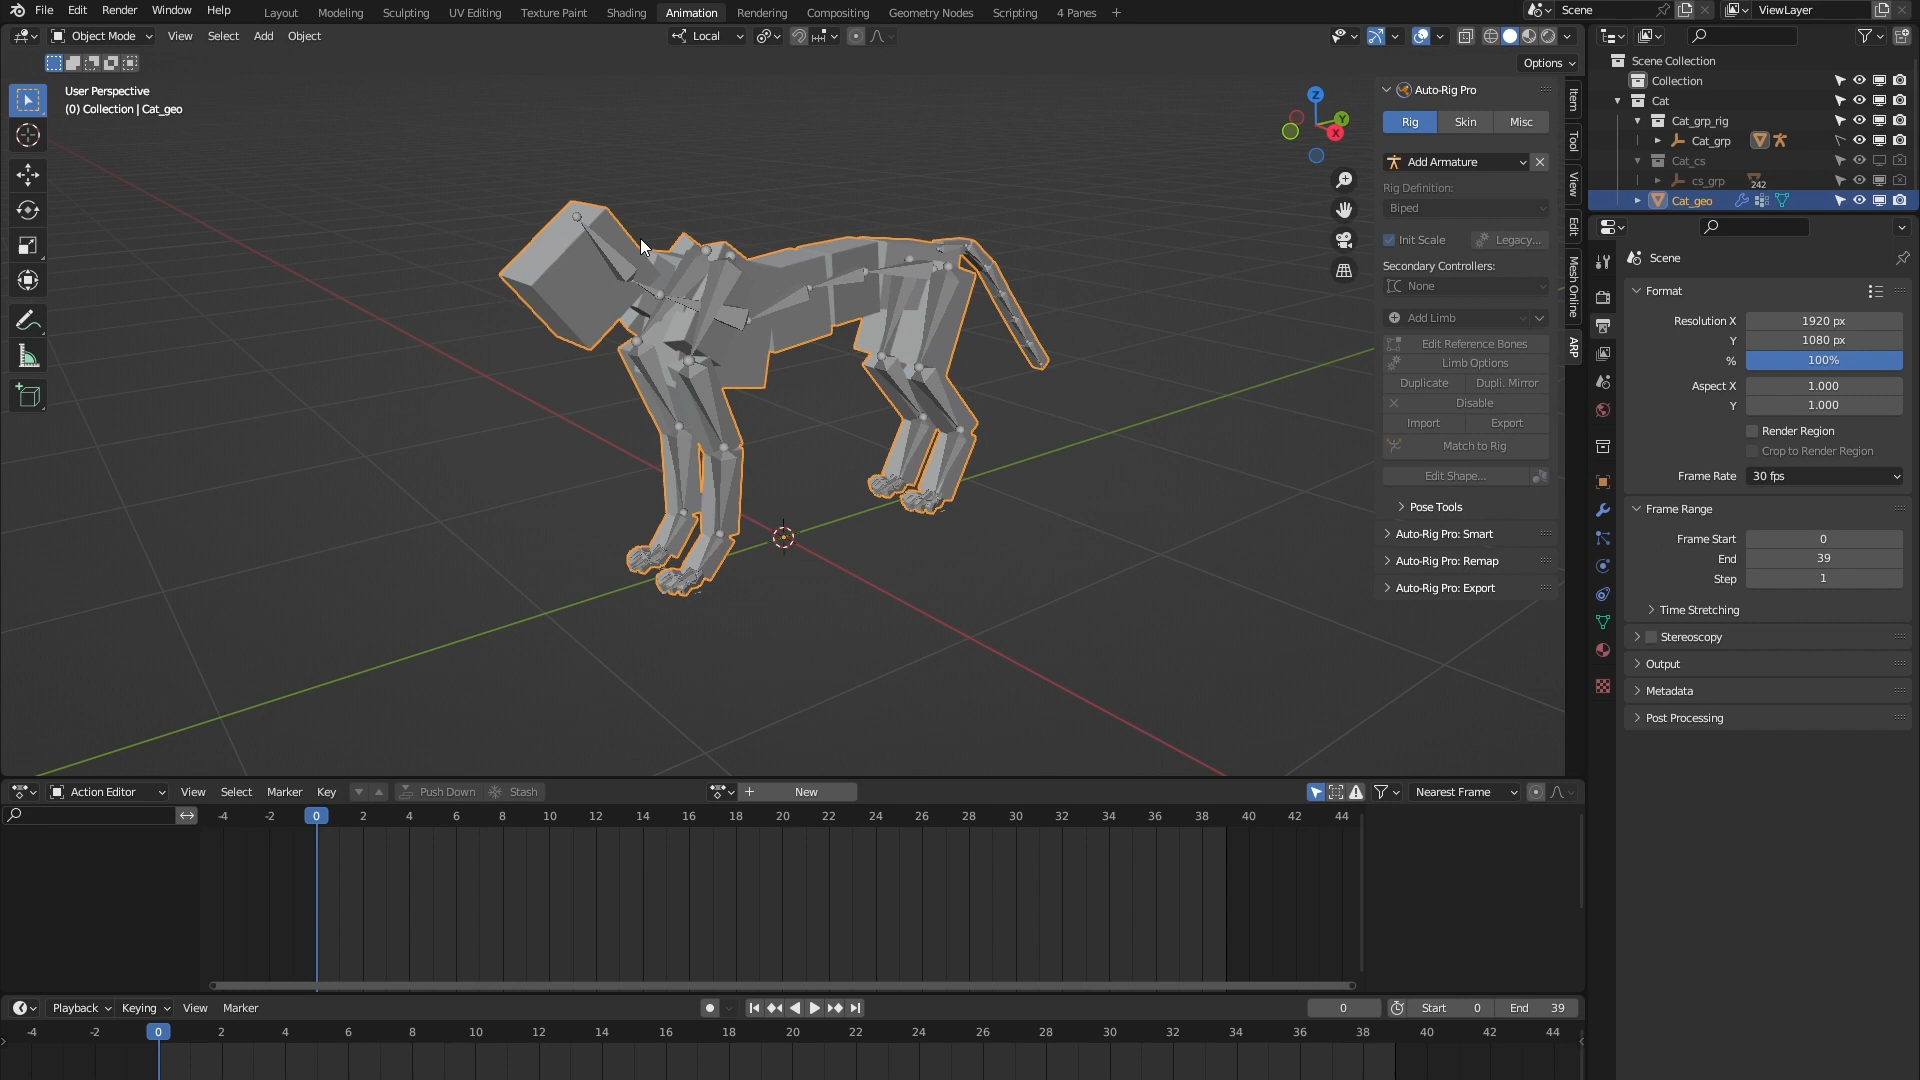 File Edit Render Window Help Layout Modeling Sculpting UV Editing Texture Paint Shading Animation Rendering Compositing Geometry Nodes Scripting 4 Panes + Scene ViewLayer
Object Mode View Select Add Object Local
Options
User Perspective
(0) Collection | Cat_geo
Z
Y
X
Auto-Rig Pro
Rig Skin Misc
Add Armature
Rig Definition:
Biped
Init Scale Legacy...
Secondary Controllers:
None
Add Limb
Edit Reference Bones
Limb Options
Duplicate Dupli. Mirror
Disable
Import Export
Match to Rig
Edit Shape...
Pose Tools
Auto-Rig Pro: Smart
Auto-Rig Pro: Remap
Auto-Rig Pro: Export
Item
Tool
View
Edit
Mesh Online
ARP
Scene Collection
Collection
Cat
Cat_grp_rig
Cat_grp
Cat_cs
cs_grp 242
Cat_geo
Scene
Format
Resolution X 1920 px
Y 1080 px
% 100%
Aspect X 1.000
Y 1.000
Render Region
Crop to Render Region
Frame Rate 30 fps
Frame Range
Frame Start 0
End 39
Step 1
Time Stretching
Stereoscopy
Output
Metadata
Post Processing
Action Editor View Select Marker Key Push Down Stash New Nearest Frame
-4 -2 0 2 4 6 8 10 12 14 16 18 20 22 24 26 28 30 32 34 36 38 40 42 44
Playback Keying View Marker 0 Start 0 End 39
-4 -2 0 2 4 6 8 10 12 14 16 18 20 22 24 26 28 30 32 34 36 38 40 42 44